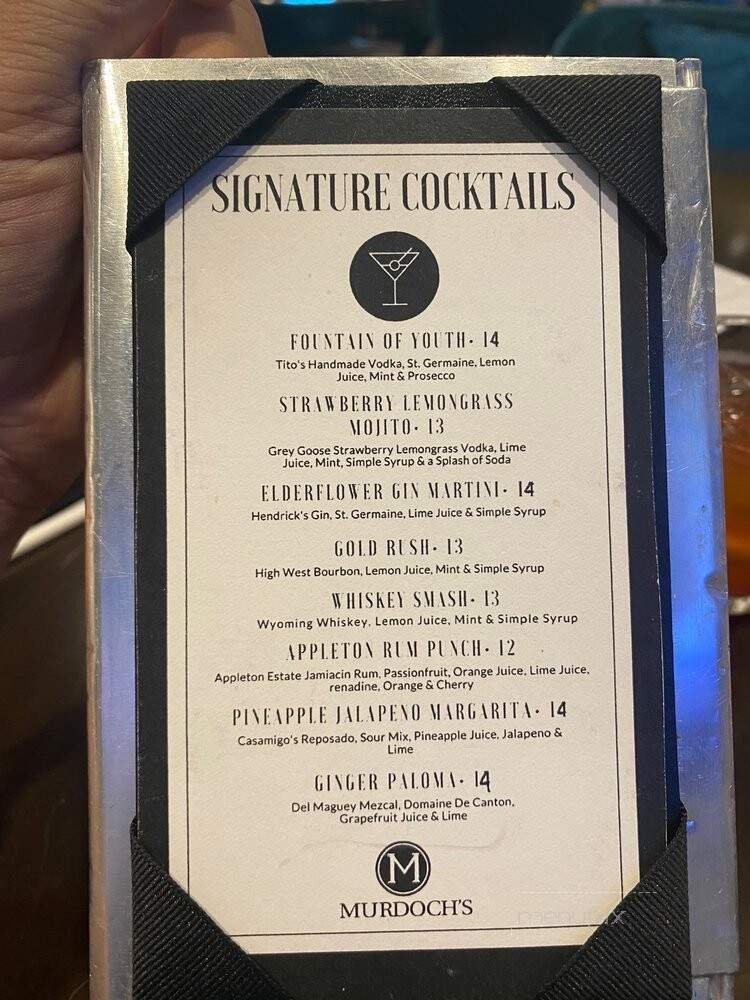 SIGNATURE COCKTAILS
FOUNTAIN OF YOUTH• 14
Tito's Handmade Vodka, St. Germaine, Lemon
Juice, Mint & Prosecco
STRAWBERRY LEMONGRASS
MOJITO• 13
Grey Goose Strawberry Lemongrass Vodka, Lime
Juice, Mint, Simple Syrup & a Splash of Soda
ELDERFLOWER GIN MARTINI• 14
Hendrick's Gin, St. Germaine, Lime Juice & Simple Syrup
GOLD RUSH• 13
High West Bourbon, Lemon Juice, Mint & Simple Syrup
WHISKEY SMASH• 13
Wyoming Whiskey, Lemon Juice, Mint & Simple Syrup
APPLETON RUM PUNCH• 12
Appleton Estate Jamiacin Rum, Passionfruit, Orange Juice, Lime Juice,
renadine, Orange & Cherry
PINEAPPLE JALAPENO MARGARITA• 14
Casamigo's Reposado, Sour Mix, Pineapple Juice, Jalapeno &
Lime
GINGER PALOMA• 14
Del Maguey Mezcal, Domaine De Canton,
Grapefruit Juice & Lime
M
MURDOCH'S